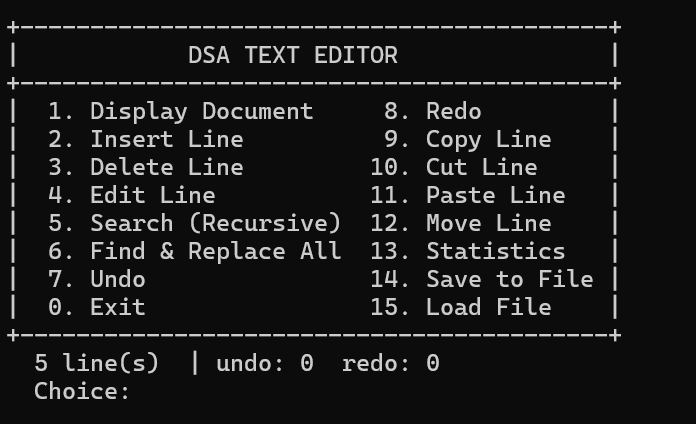 +------------------------------------------+
|            DSA TEXT EDITOR               |
+------------------------------------------+
|  1. Display Document     8. Redo         |
|  2. Insert Line          9. Copy Line    |
|  3. Delete Line         10. Cut Line     |
|  4. Edit Line           11. Paste Line   |
|  5. Search (Recursive)  12. Move Line    |
|  6. Find & Replace All  13. Statistics   |
|  7. Undo                14. Save to File |
|  0. Exit                15. Load File    |
+------------------------------------------+
  5 line(s)  | undo: 0  redo: 0
  Choice: